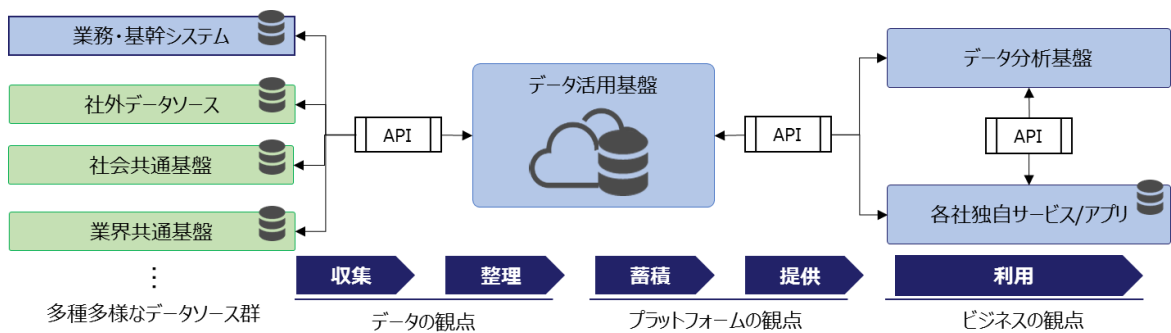 業務・基幹システム
社外データソース
社会共通基盤
業界共通基盤
⋮
多種多様なデータソース群
API
データ活用基盤
API
データ分析基盤
API
各社独自サービス/アプリ
収集
整理
蓄積
提供
利用
データの観点
プラットフォームの観点
ビジネスの観点